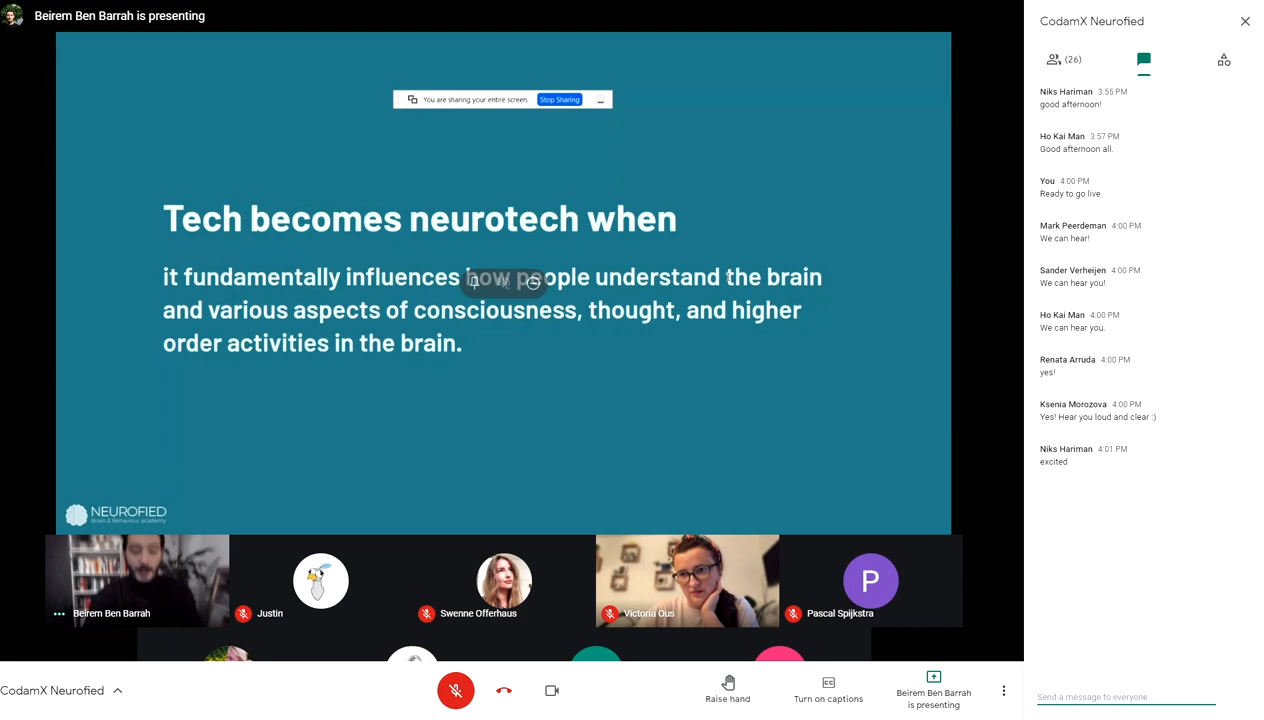 Beirem Ben Barrah is presenting
You are sharing your entire screen.
Stop Sharing
Tech becomes neurotech when
it fundamentally influences how people understand the brain
and various aspects of consciousness, thought, and higher
order activities in the brain.
NEUROFIED
Brain & Behaviour academy
Beirem Ben Barrah
Justin
Swenne Offerhaus
Victoria Ous
P
Pascal Spijkstra
CodamX Neurofied
Raise hand
CC
Turn on captions
Beirem Ben Barrah
is presenting
CodamX Neurofied
(26)
Niks Hariman 3:55 PM
good afternoon!
Ho Kai Man 3:57 PM
Good afternoon all.
You 4:00 PM
Ready to go live
Mark Peerdeman 4:00 PM
We can hear!
Sander Verheijen 4:00 PM
We can hear you!
Ho Kai Man 4:00 PM
We can hear you.
Renata Arruda 4:00 PM
yes!
Ksenia Morozova 4:00 PM
Yes! Hear you loud and clear :)
Niks Hariman 4:01 PM
excited
Send a message to everyone